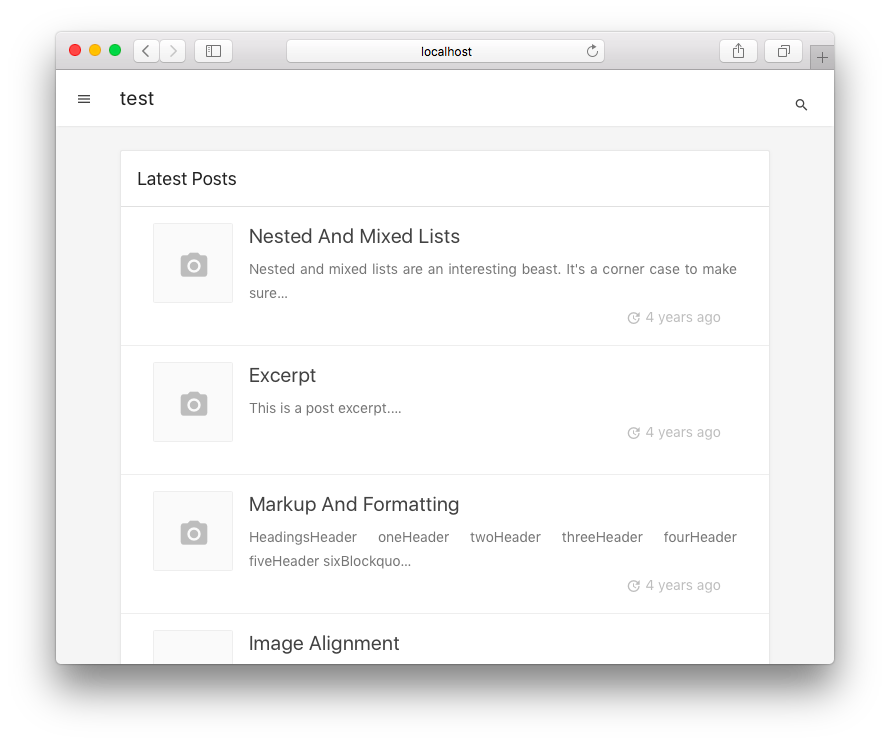 localhost
test
Latest Posts
Nested And Mixed Lists
Nested and mixed lists are an interesting beast. It's a corner case to make
sure...
4 years ago
Excerpt
This is a post excerpt....
4 years ago
Markup And Formatting
HeadingsHeader oneHeader twoHeader threeHeader fourHeader
fiveHeader sixBlockquo...
4 years ago
Image Alignment